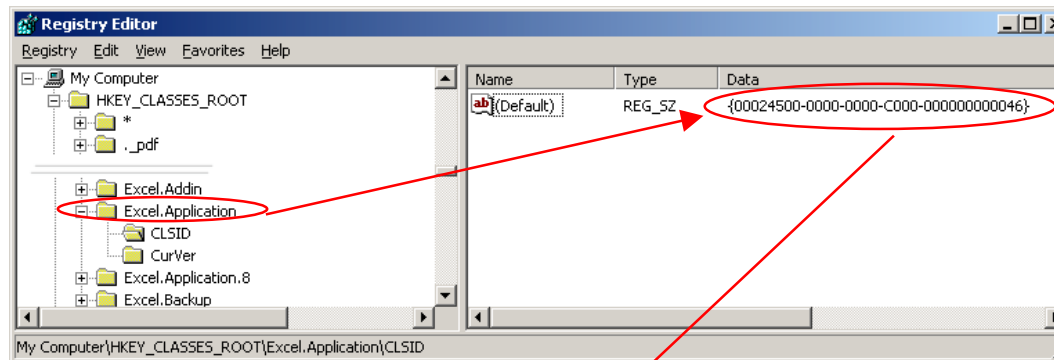 Registry Editor
Registry Edit View Favorites Help
My Computer
HKEY_CLASSES_ROOT
*
._pdf
Excel.Addin
Excel.Application
CLSID
CurVer
Excel.Application.8
Excel.Backup
Name Type Data
ab (Default) REG_SZ {00024500-0000-0000-C000-000000000046}
My Computer\HKEY_CLASSES_ROOT\Excel.Application\CLSID